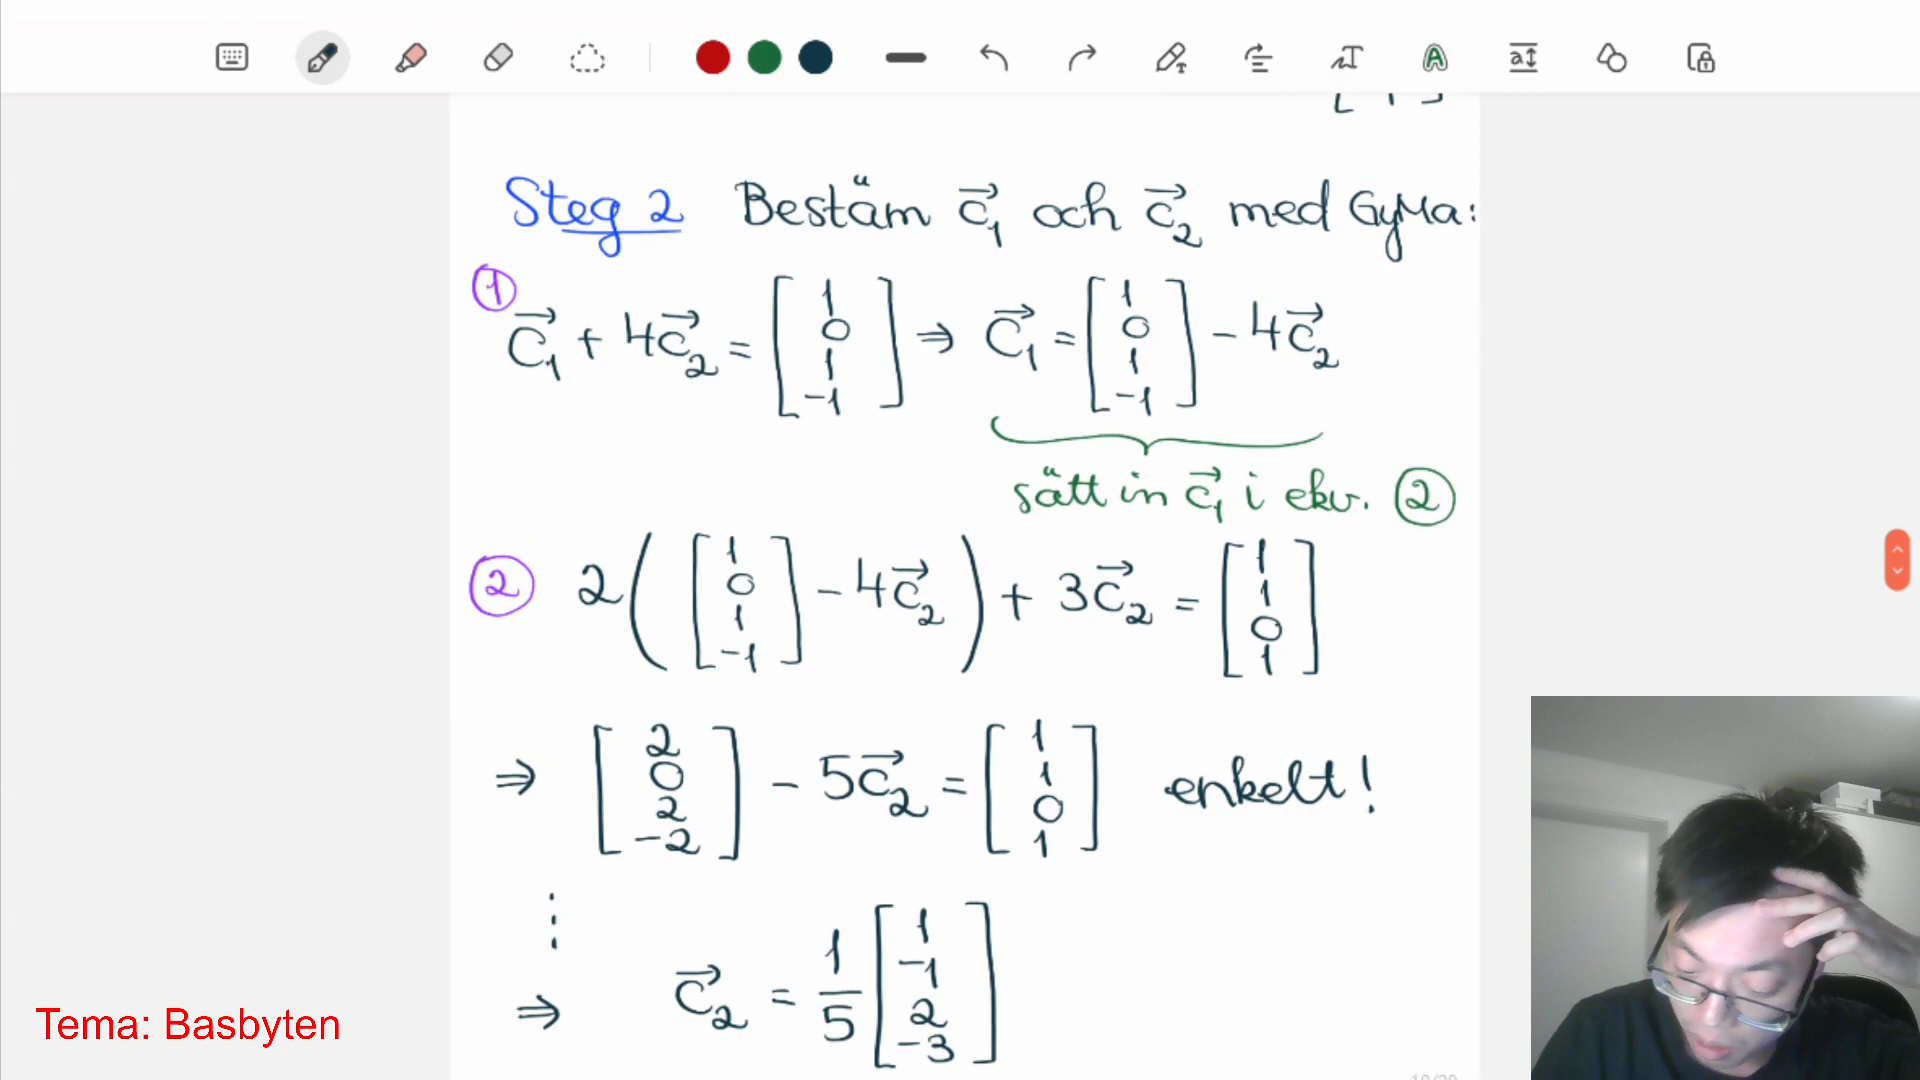 Steg 2 Bestäm c⃗₁ och c⃗₂ med GyMa:
① c⃗₁ + 4c⃗₂ = [1 0 1 -1] ⇒ c⃗₁ = [1 0 1 -1] - 4c⃗₂
sätt in c⃗₁ i ekv. ②
② 2([1 0 1 -1] - 4c⃗₂) + 3c⃗₂ = [1 1 0 1]
⇒ [2 0 2 -2] - 5c⃗₂ = [1 1 0 1] enkelt!
⋮
⇒ c⃗₂ = 1/5 [1 -1 2 -3]
Tema: Basbyten